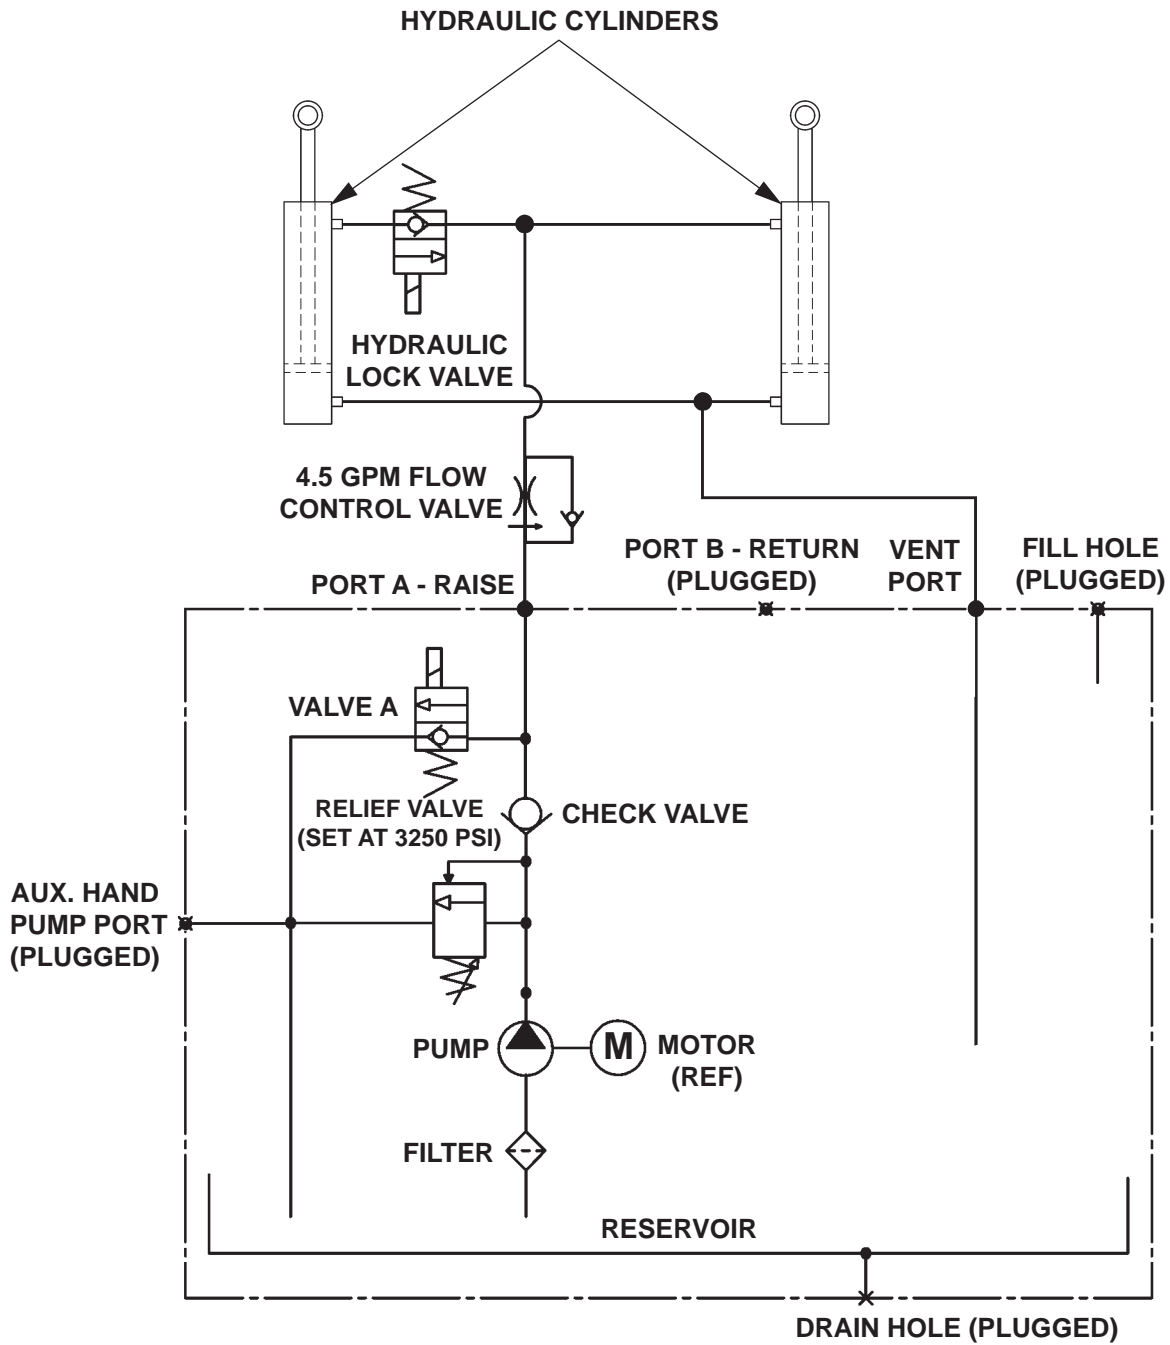 HYDRAULIC CYLINDERS
HYDRAULIC
LOCK VALVE
4.5 GPM FLOW
CONTROL VALVE
PORT A - RAISE
PORT B - RETURN
(PLUGGED)
VENT
PORT
FILL HOLE
(PLUGGED)
VALVE A
RELIEF VALVE
(SET AT 3250 PSI)
CHECK VALVE
AUX. HAND
PUMP PORT
(PLUGGED)
PUMP
M
MOTOR
(REF)
FILTER
RESERVOIR
DRAIN HOLE (PLUGGED)